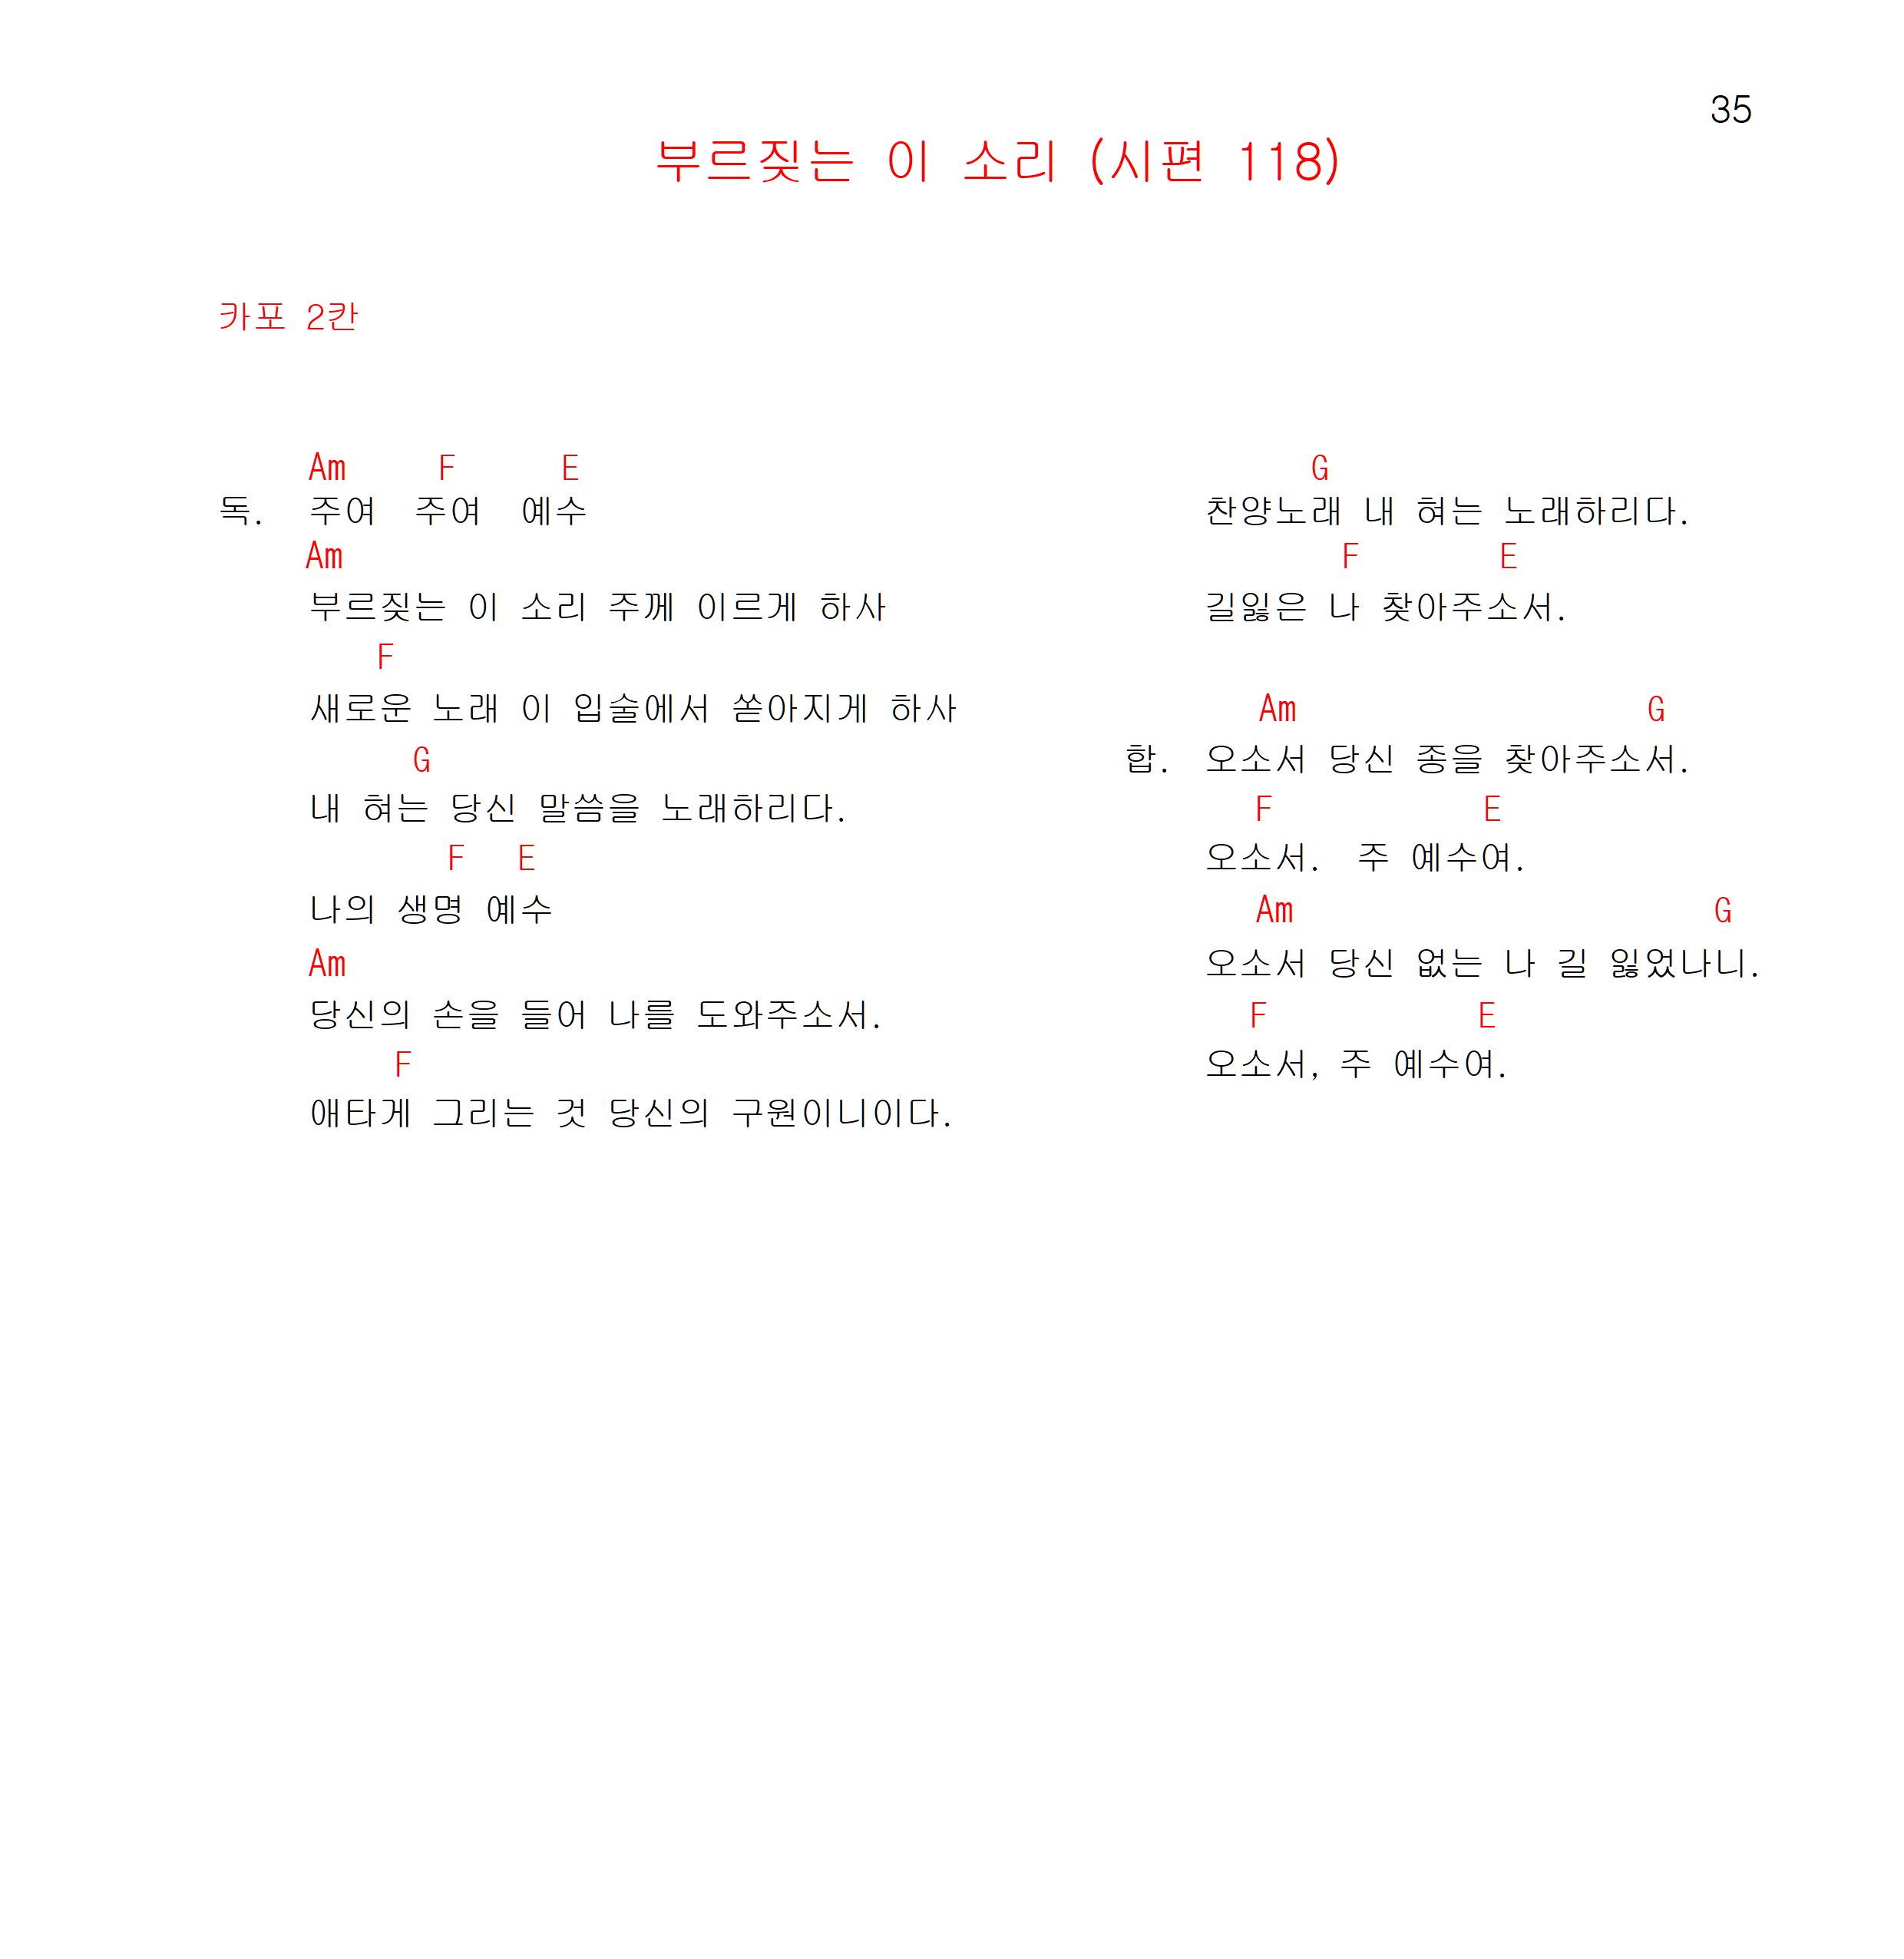 35
부르짖는 이 소리 (시편 118)
카포 2칸
Am F E
독. 주여 주여 예수
Am
부르짖는 이 소리 주께 이르게 하사
F
새로운 노래 이 입술에서 쏟아지게 하사
G
내 혀는 당신 말씀을 노래하리다.
F E
나의 생명 예수
Am
당신의 손을 들어 나를 도와주소서.
F
애타게 그리는 것 당신의 구원이니이다.
G
찬양노래 내 혀는 노래하리다.
F E
길잃은 나 찾아주소서.
Am G
합. 오소서 당신 종을 찾아주소서.
F E
오소서. 주 예수여.
Am G
오소서 당신 없는 나 길 잃었나니.
F E
오소서, 주 예수여.